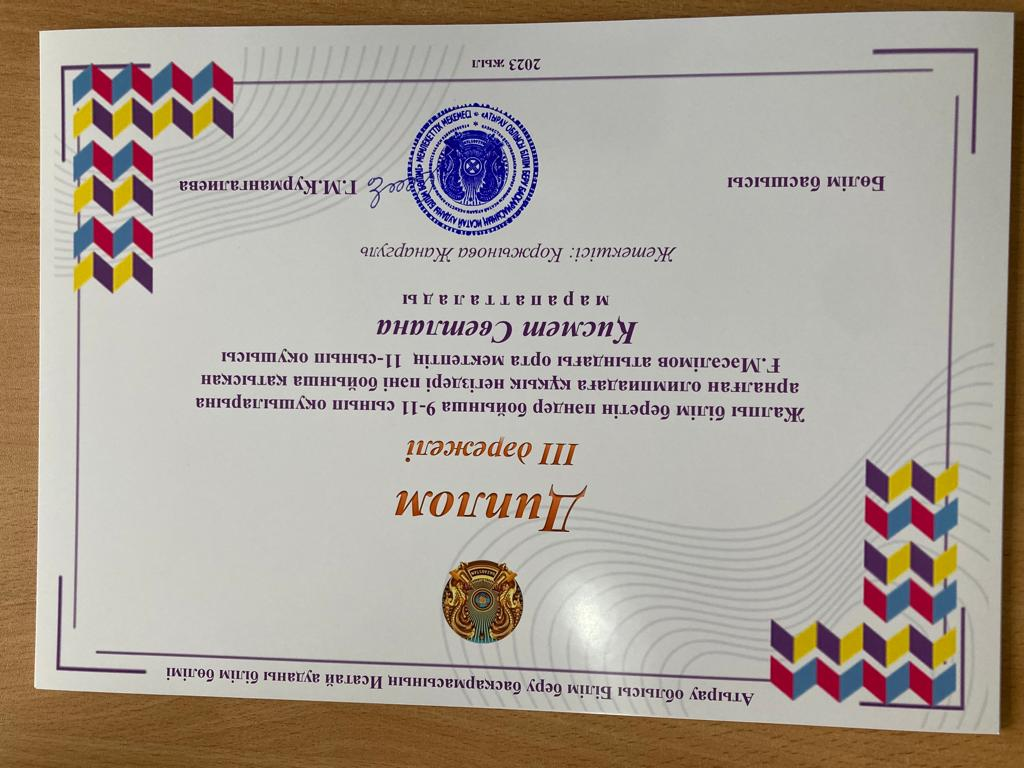 Атырау облысы Білім беру басқармасының Исатай ауданы білім бөлімі
Диплом
III дәрежелі
Жалпы білім беретін пәндер бойынша 9-11 сынып оқушыларына
арналған олимпиадаға құқық негіздері пәні бойынша қатысқан
Ғ.Мәсәлімов атындағы орта мектептің 11-сынып оқушысы
Қисмет Светлана
марапатталады
Жетекшісі: Коржынова Жанаргуль
Бөлім басшысы
Г.М.Курмангалиева
2023 жыл